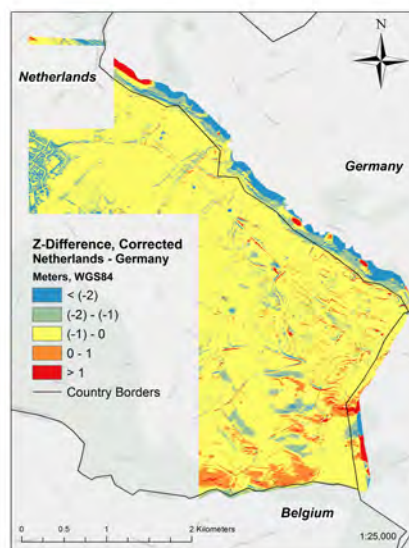 N
Netherlands
Germany
Z-Difference, Corrected
Netherlands - Germany
Meters, WGS84
< (-2)
(-2) - (-1)
(-1) - 0
0 - 1
> 1
Country Borders
Belgium
0 0.5 1 2 Kilometers
1:25,000